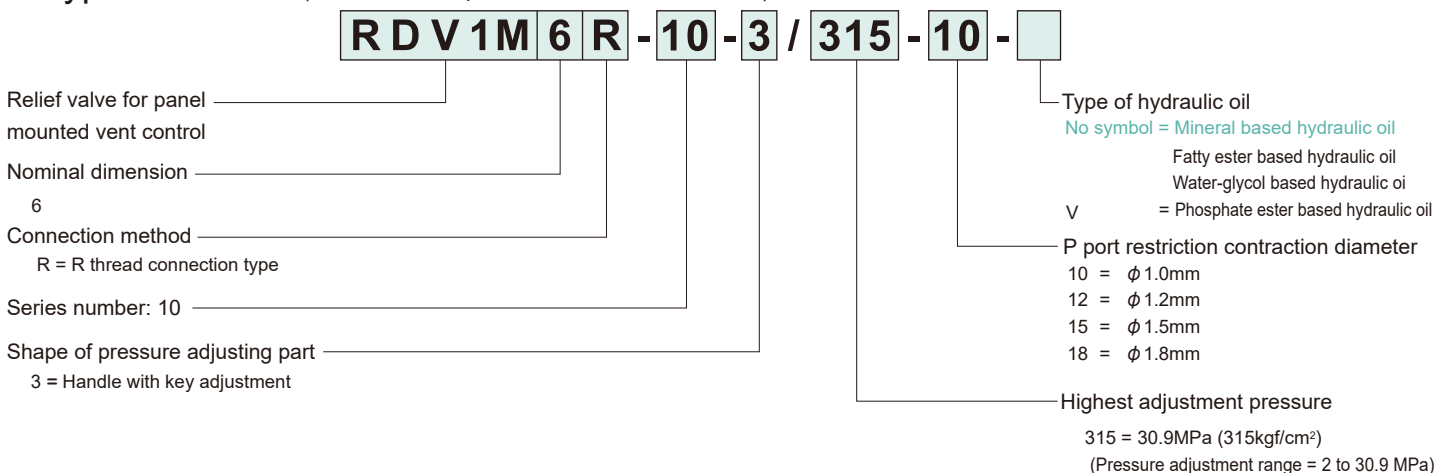 RDV1M6R-10-3/315-10-
Relief valve for panel
mounted vent control
Nominal dimension
6
Connection method
R = R thread connection type
Series number: 10
Shape of pressure adjusting part
3 = Handle with key adjustment
Type of hydraulic oil
No symbol = Mineral based hydraulic oil
Fatty ester based hydraulic oil
Water-glycol based hydraulic oi
V = Phosphate ester based hydraulic oil
P port restriction contraction diameter
10 = ϕ1.0mm
12 = ϕ1.2mm
15 = ϕ1.5mm
18 = ϕ1.8mm
Highest adjustment pressure
315 = 30.9MPa (315kgf/cm²)
(Pressure adjustment range = 2 to 30.9 MPa)